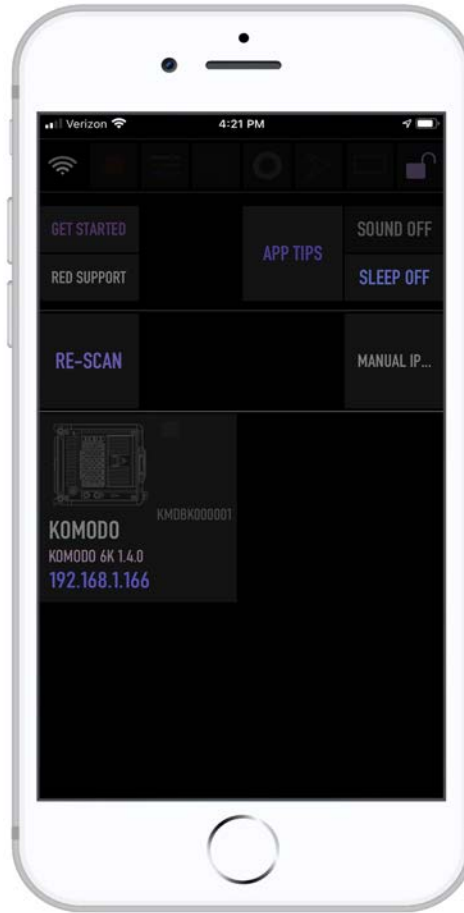 Verizon 4:21 PM
GET STARTED
RED SUPPORT
APP TIPS
SOUND OFF
SLEEP OFF
RE-SCAN
MANUAL IP...
KMDBK000001
KOMODO
KOMODO 6K 1.4.0
192.168.1.166